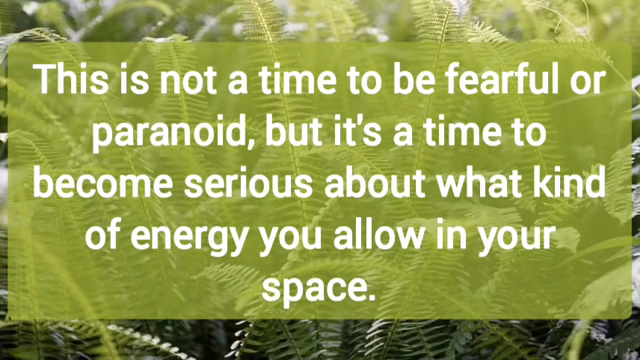 This is not a time to be fearful or
paranoid, but it's a time to
become serious about what kind
of energy you allow in your
space.